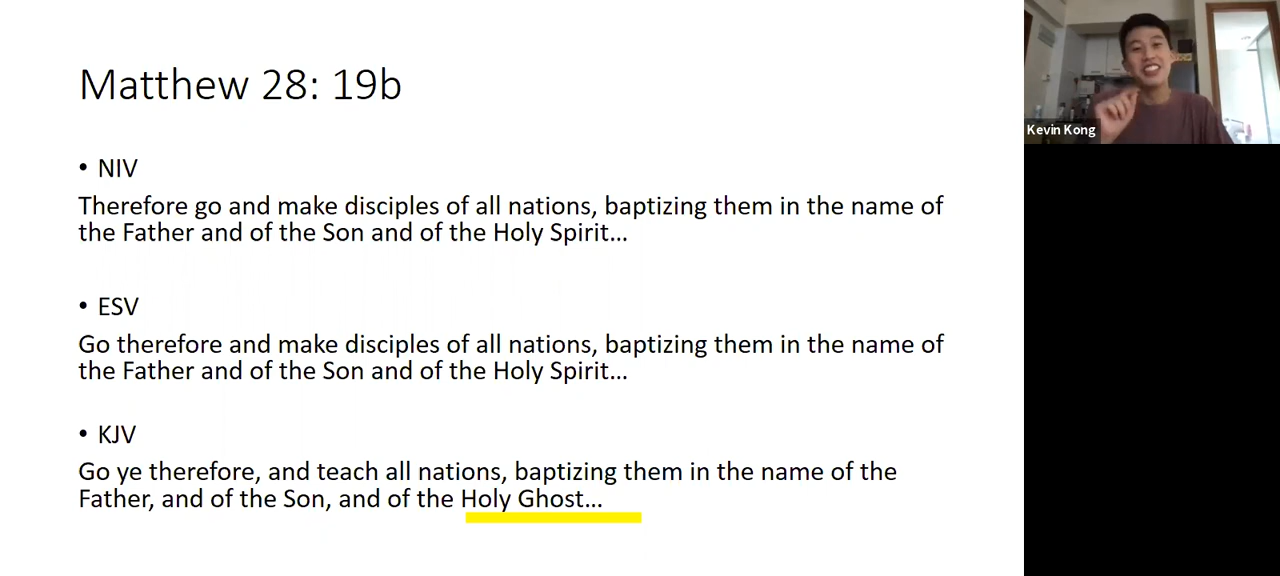 Matthew 28: 19b
• NIV
Therefore go and make disciples of all nations, baptizing them in the name of
the Father and of the Son and of the Holy Spirit...
• ESV
Go therefore and make disciples of all nations, baptizing them in the name of
the Father and of the Son and of the Holy Spirit...
• KJV
Go ye therefore, and teach all nations, baptizing them in the name of the
Father, and of the Son, and of the Holy Ghost...
Kevin Kong